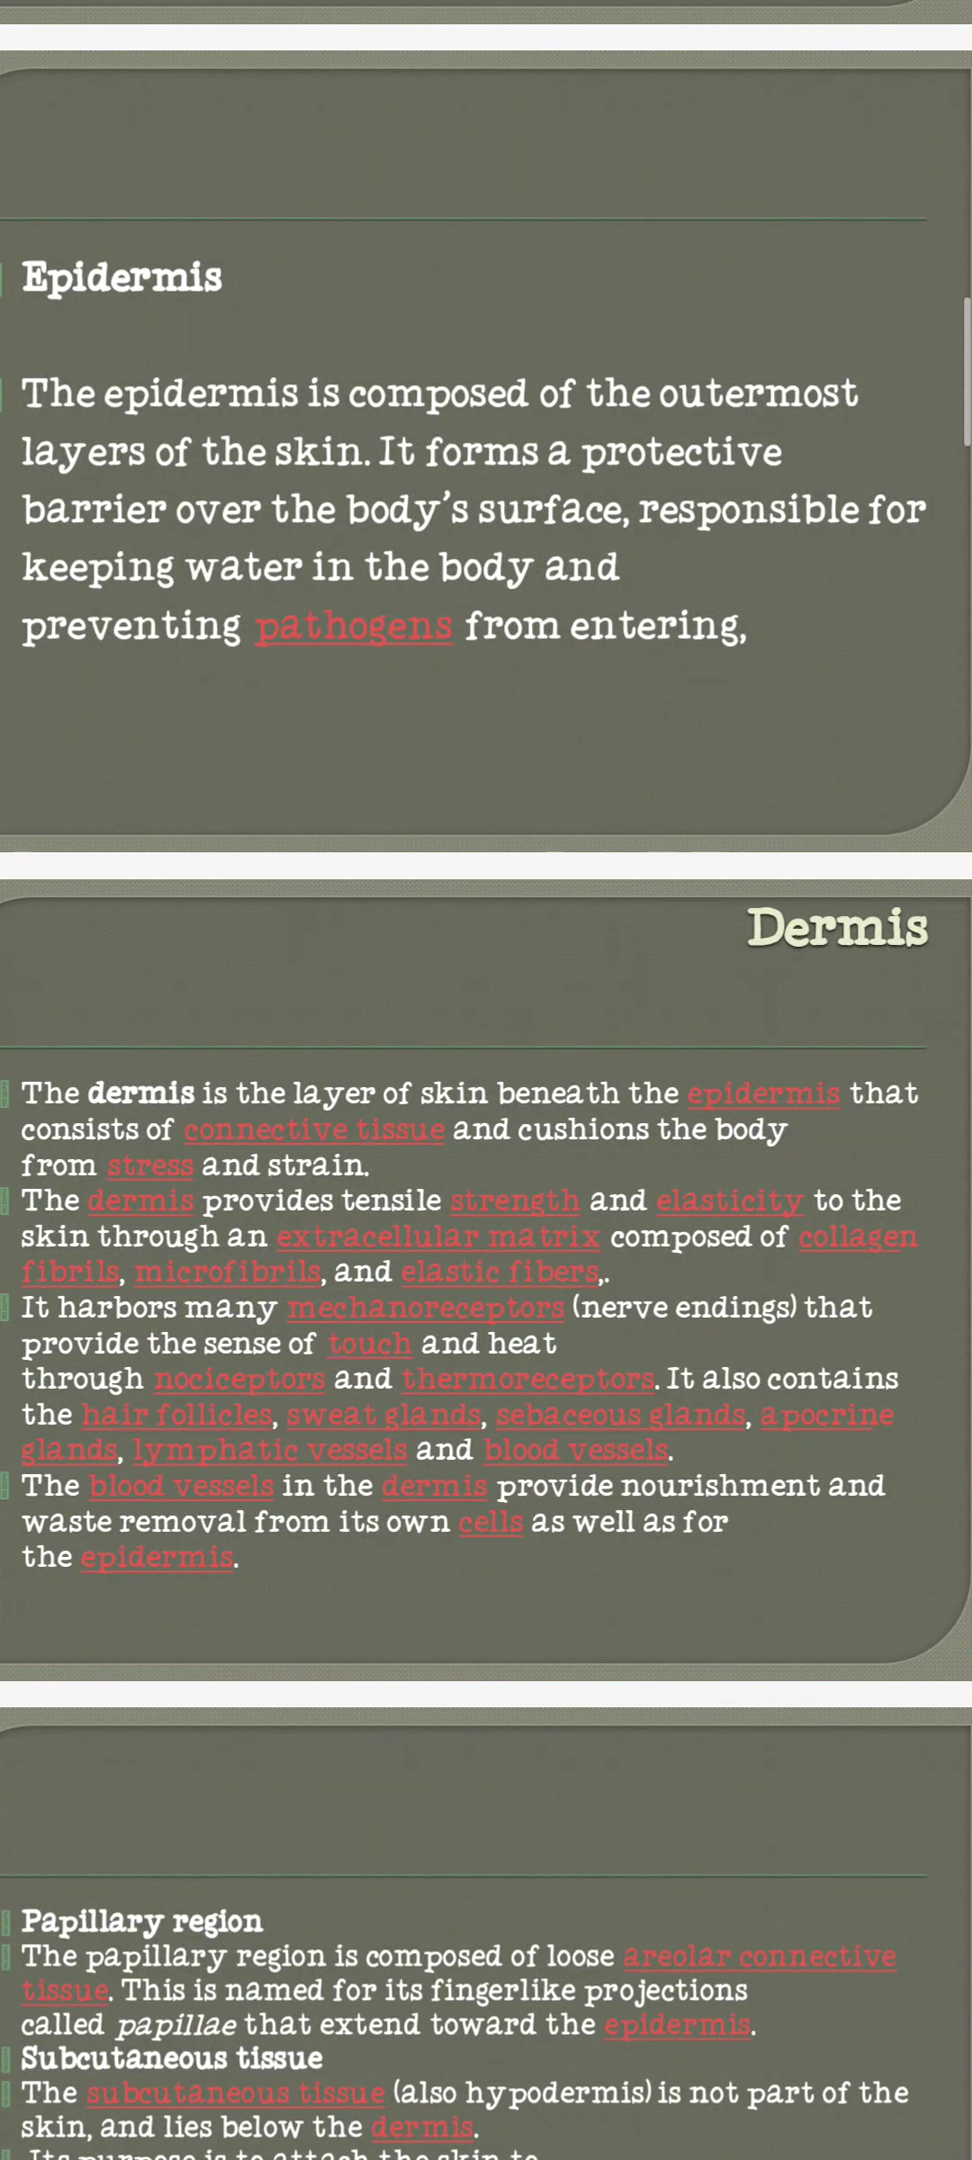 Epidermis
The epidermis is composed of the outermost
layers of the skin. It forms a protective
barrier over the body’s surface, responsible for
keeping water in the body and
preventing pathogens from entering,
Dermis
The dermis is the layer of skin beneath the epidermis that
consists of connective tissue and cushions the body
from stress and strain.
The dermis provides tensile strength and elasticity to the
skin through an extracellular matrix composed of collagen
fibrils, microfibrils, and elastic fibers,.
It harbors many mechanoreceptors (nerve endings) that
provide the sense of touch and heat
through nociceptors and thermoreceptors. It also contains
the hair follicles, sweat glands, sebaceous glands, apocrine
glands, lymphatic vessels and blood vessels.
The blood vessels in the dermis provide nourishment and
waste removal from its own cells as well as for
the epidermis.
Papillary region
The papillary region is composed of loose areolar connective
tissue. This is named for its fingerlike projections
called papillae that extend toward the epidermis.
Subcutaneous tissue
The subcutaneous tissue (also hypodermis) is not part of the
skin, and lies below the dermis.
Its purpose is to attach the skin to